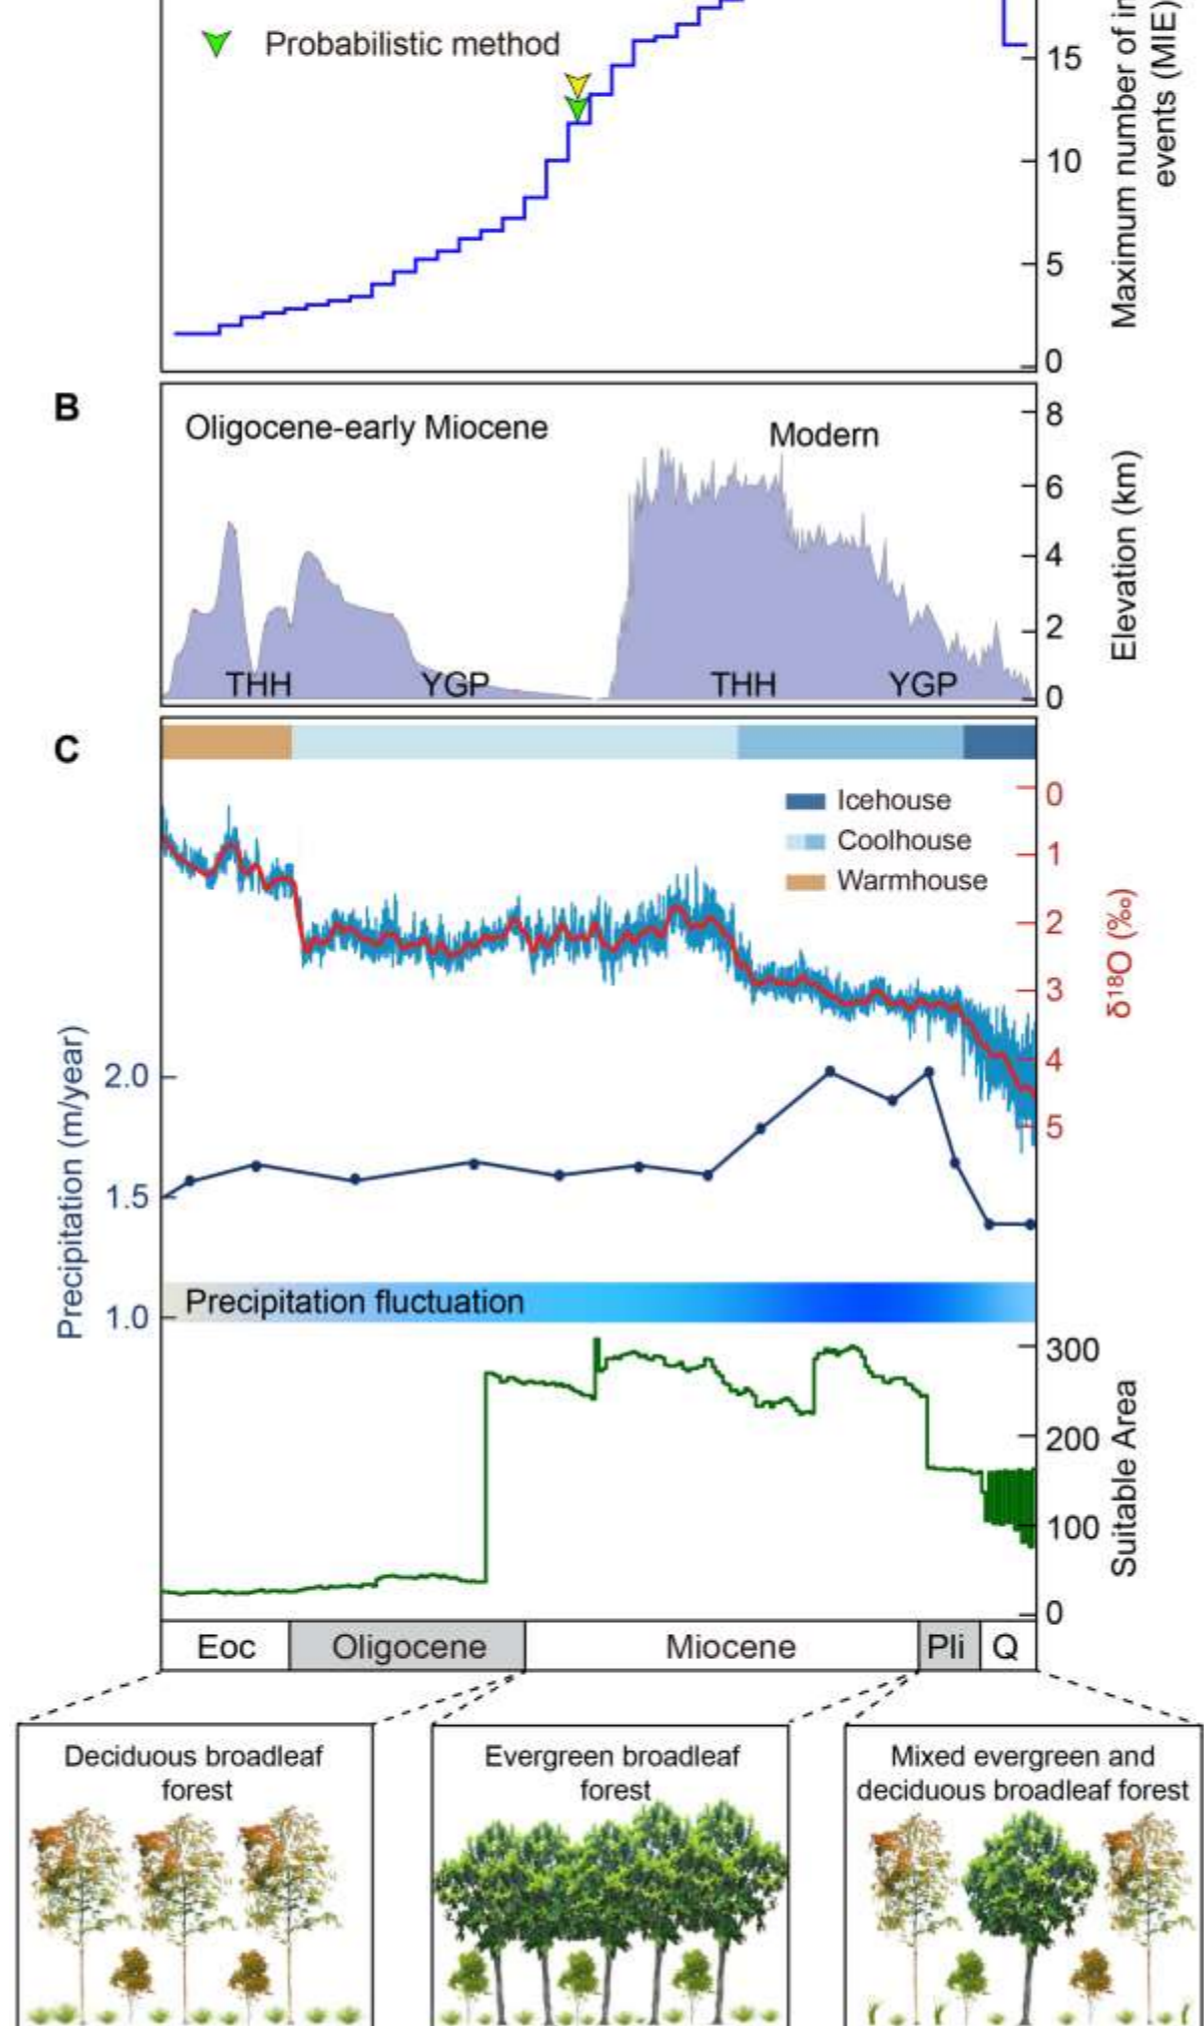 Probabilistic method
15
10
5
0
Maximum number of
events (MIE)
B
Oligocene-early Miocene
Modern
THH
YGP
THH
YGP
8
6
4
2
0
Elevation (km)
C
Icehouse
Coolhouse
Warmhouse
0
1
2
3
4
5
δ¹⁸O (‰)
2.0
1.5
1.0
Precipitation (m/year)
Precipitation fluctuation
300
200
100
0
Suitable Area
Eoc
Oligocene
Miocene
Pli
Q
Deciduous broadleaf
forest
Evergreen broadleaf
forest
Mixed evergreen and
deciduous broadleaf forest